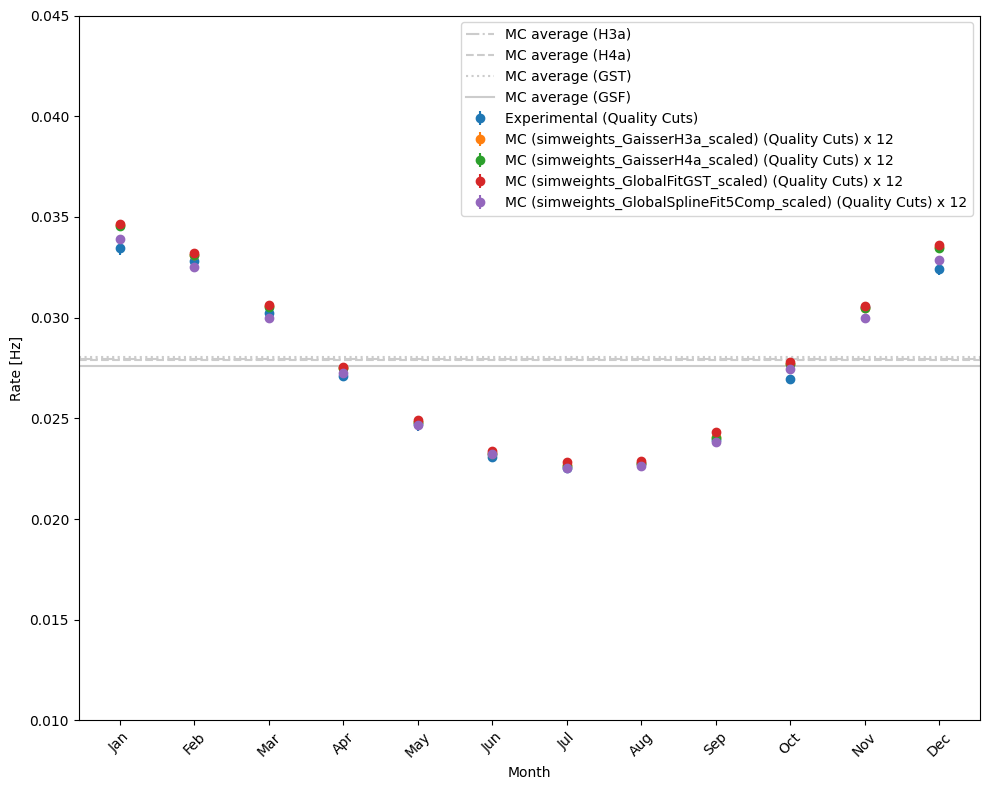 0.045
0.040
0.035
0.030
0.025
0.020
0.015
0.010
Rate [Hz]
MC average (H3a)
MC average (H4a)
MC average (GST)
MC average (GSF)
Experimental (Quality Cuts)
MC (simweights_GaisserH3a_scaled) (Quality Cuts) x 12
MC (simweights_GaisserH4a_scaled) (Quality Cuts) x 12
MC (simweights_GlobalFitGST_scaled) (Quality Cuts) x 12
MC (simweights_GlobalSplineFit5Comp_scaled) (Quality Cuts) x 12
Jan Feb Mar Apr May Jun Jul Aug Sep Oct Nov Dec
Month